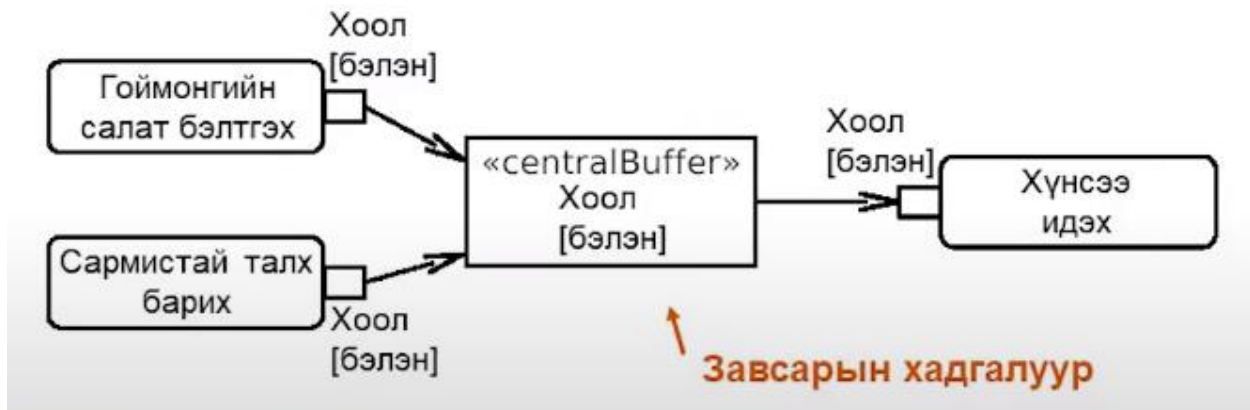 Хоол
[бэлэн]
Гоймонгийн
салат бэлтгэх
«centralBuffer»
Хоол
[бэлэн]
Хоол
[бэлэн]
Хүнсээ
идэх
Сармистай талх
барих
Хоол
[бэлэн]
Завсарын хадгалуур